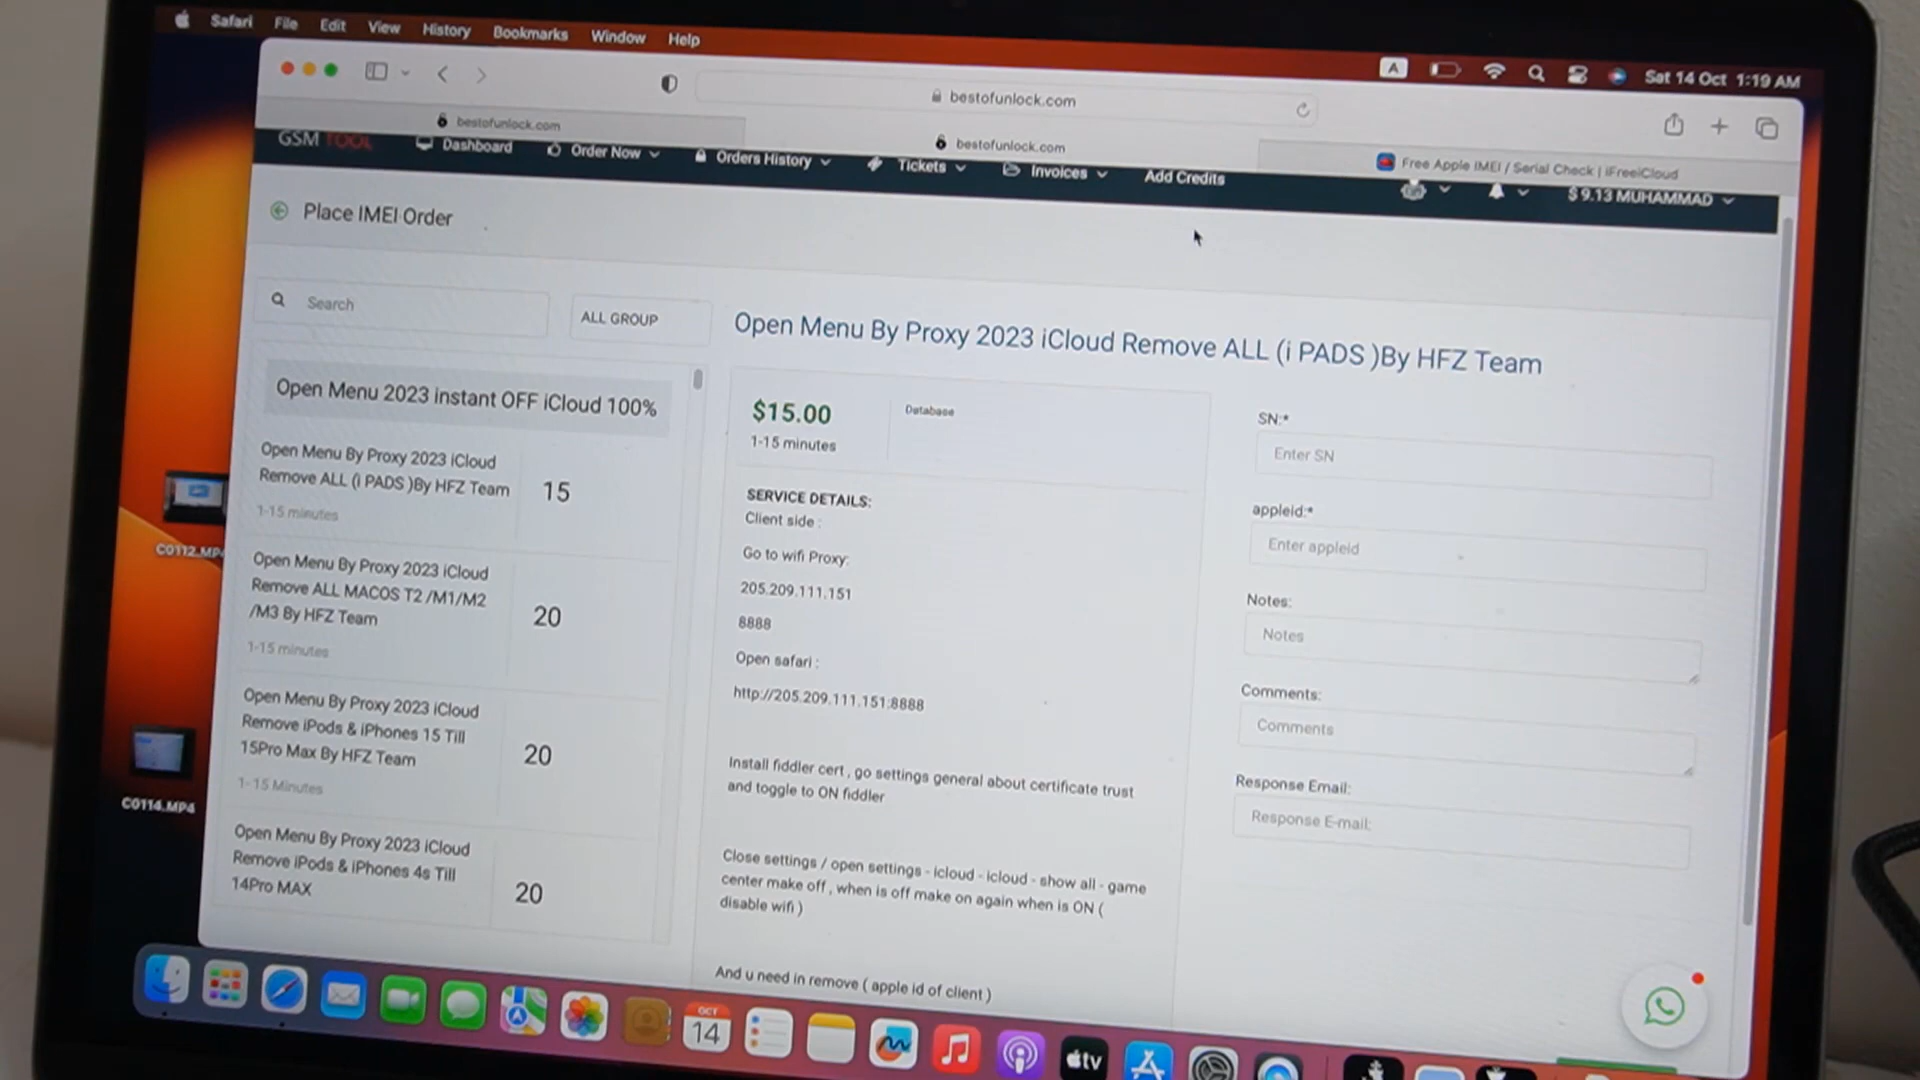 Safari File Edit View History Bookmarks Window Help
A Sat 14 Oct 1:19 AM
bestofunlock.com
bestofunlock.com
bestofunlock.com
Free Apple IMEI / Serial Check | iFreeiCloud
GSM TOOL Dashboard Order Now Orders History Tickets Invoices Add Credits $ 9.13 MUHAMMAD
Place IMEI Order
Search
ALL GROUP
Open Menu 2023 instant OFF iCloud 100%
Open Menu By Proxy 2023 iCloud
Remove ALL (i PADS )By HFZ Team
15
1-15 minutes
Open Menu By Proxy 2023 iCloud
Remove ALL MACOS T2 /M1/M2
/M3 By HFZ Team
20
1-15 minutes
Open Menu By Proxy 2023 iCloud
Remove iPods & iPhones 15 Till
15Pro Max By HFZ Team
20
1- 15 Minutes
Open Menu By Proxy 2023 iCloud
Remove iPods & iPhones 4s Till
14Pro MAX
20
Open Menu By Proxy 2023 iCloud Remove ALL (i PADS )By HFZ Team
$15.00
1-15 minutes
Database
SERVICE DETAILS:
Client side :
Go to wifi Proxy:
205.209.111.151
8888
Open safari :
http://205.209.111.151:8888
Install fiddler cert , go settings general about certificate trust
and toggle to ON fiddler
Close settings / open settings - icloud - icloud - show all - game
center make off , when is off make on again when is ON (
disable wifi )
And u need in remove ( apple id of client )
SN:*
Enter SN
appleid:*
Enter appleid
Notes:
Notes
Comments:
Comments
Response Email:
Response E-mail:
C0112.MP4
C0114.MP4
OCT
14
tv